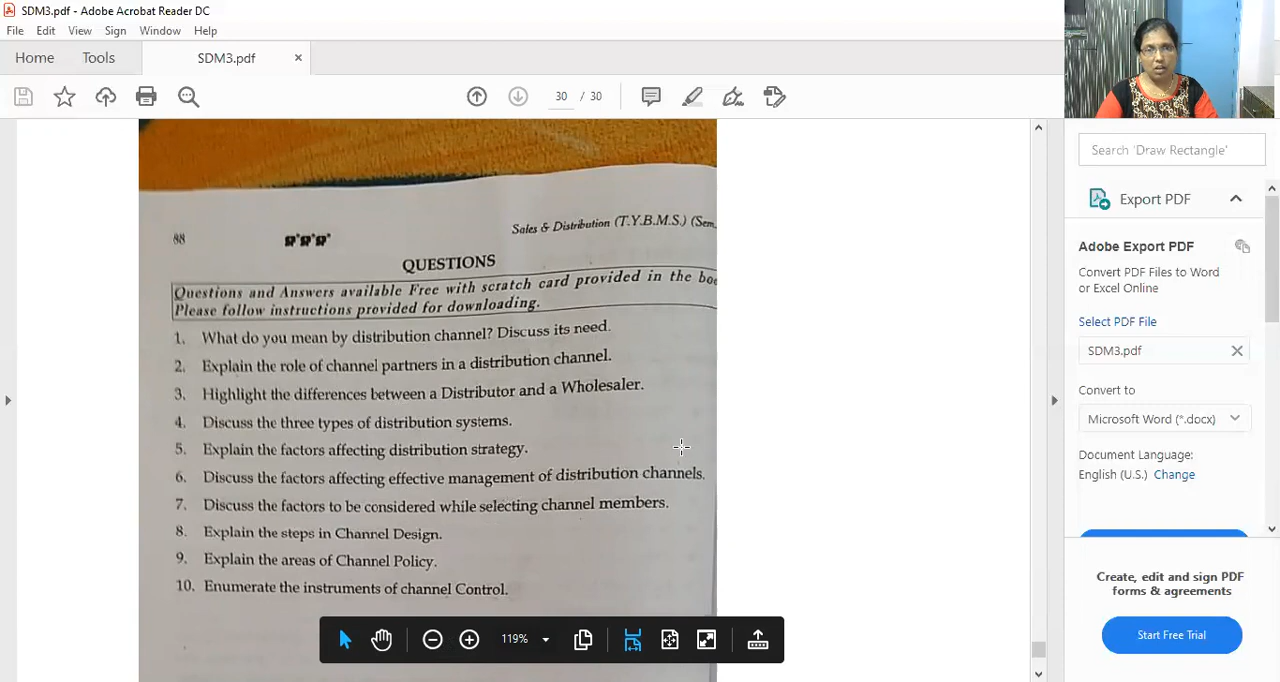 SDM3.pdf - Adobe Acrobat Reader DC
File Edit View Sign Window Help
Home Tools SDM3.pdf ×
30 / 30
88 Sales & Distribution (T.Y.B.M.S.) (Sem.
QUESTIONS
Questions and Answers available Free with scratch card provided in the
Please follow instructions provided for downloading.
1. What do you mean by distribution channel? Discuss its need.
2. Explain the role of channel partners in a distribution channel.
3. Highlight the differences between a Distributor and a Wholesaler.
4. Discuss the three types of distribution systems.
5. Explain the factors affecting distribution strategy.
6. Discuss the factors affecting effective management of distribution channels.
7. Discuss the factors to be considered while selecting channel members.
8. Explain the steps in Channel Design.
9. Explain the areas of Channel Policy.
10. Enumerate the instruments of channel Control.
119%
Search 'Draw Rectangle'
Export PDF
Adobe Export PDF
Convert PDF Files to Word
or Excel Online
Select PDF File
SDM3.pdf
Convert to
Microsoft Word (*.docx)
Document Language:
English (U.S.) Change
Create, edit and sign PDF
forms & agreements
Start Free Trial